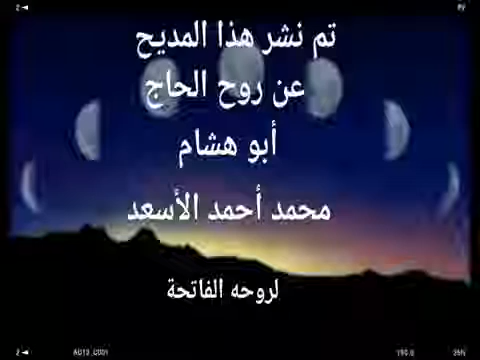 تم نشر هذا المديح
عن روح الحاج
أبو هشام
محمد أحمد الأسعد
لروحه الفاتحة